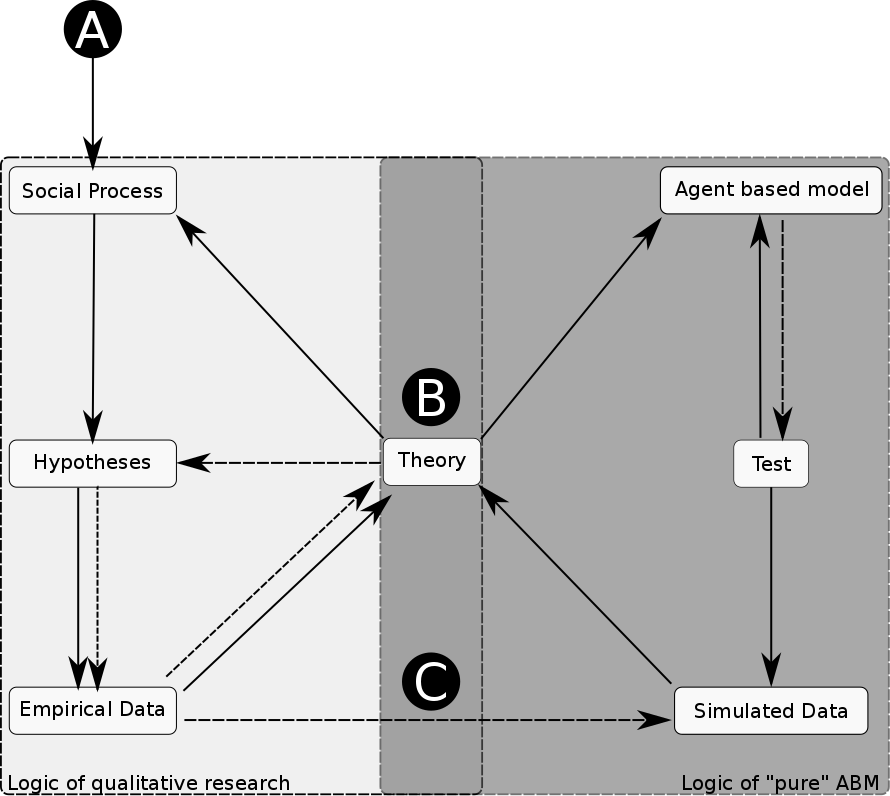 A
Social Process
Agent based model
B
Hypotheses
Theory
Test
C
Empirical Data
Simulated Data
Logic of qualitative research
Logic of "pure" ABM